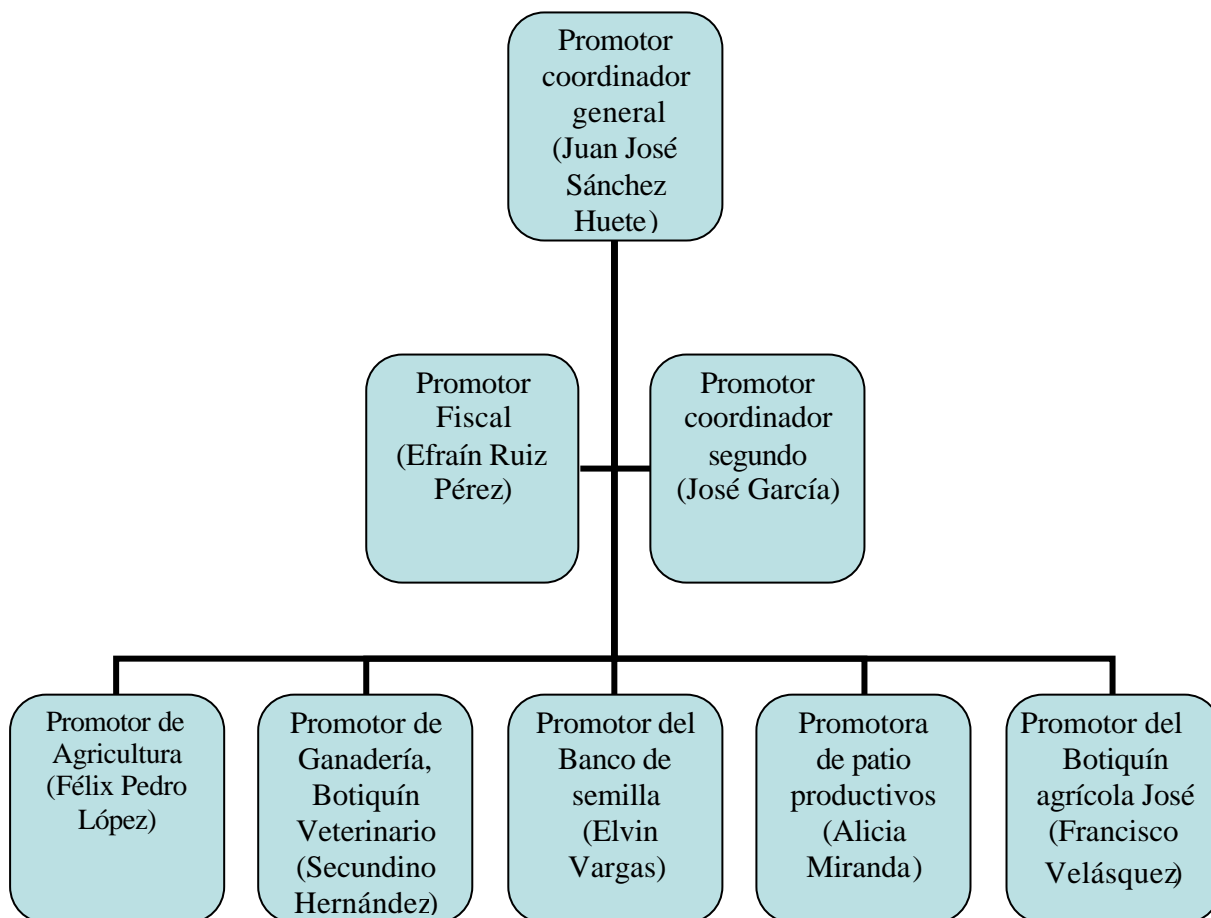 Promotor
coordinador
general
(Juan José
Sánchez
Huete)
Promotor
Fiscal
(Efraín Ruiz
Pérez)
Promotor
coordinador
segundo
(José García)
Promotor de
Agricultura
(Félix Pedro
López)
Promotor de
Ganadería,
Botiquín
Veterinario
(Secundino
Hernández)
Promotor del
Banco de
semilla
(Elvin
Vargas)
Promotora
de patio
productivos
(Alicia
Miranda)
Promotor del
Botiquín
agrícola José
(Francisco
Velásquez)